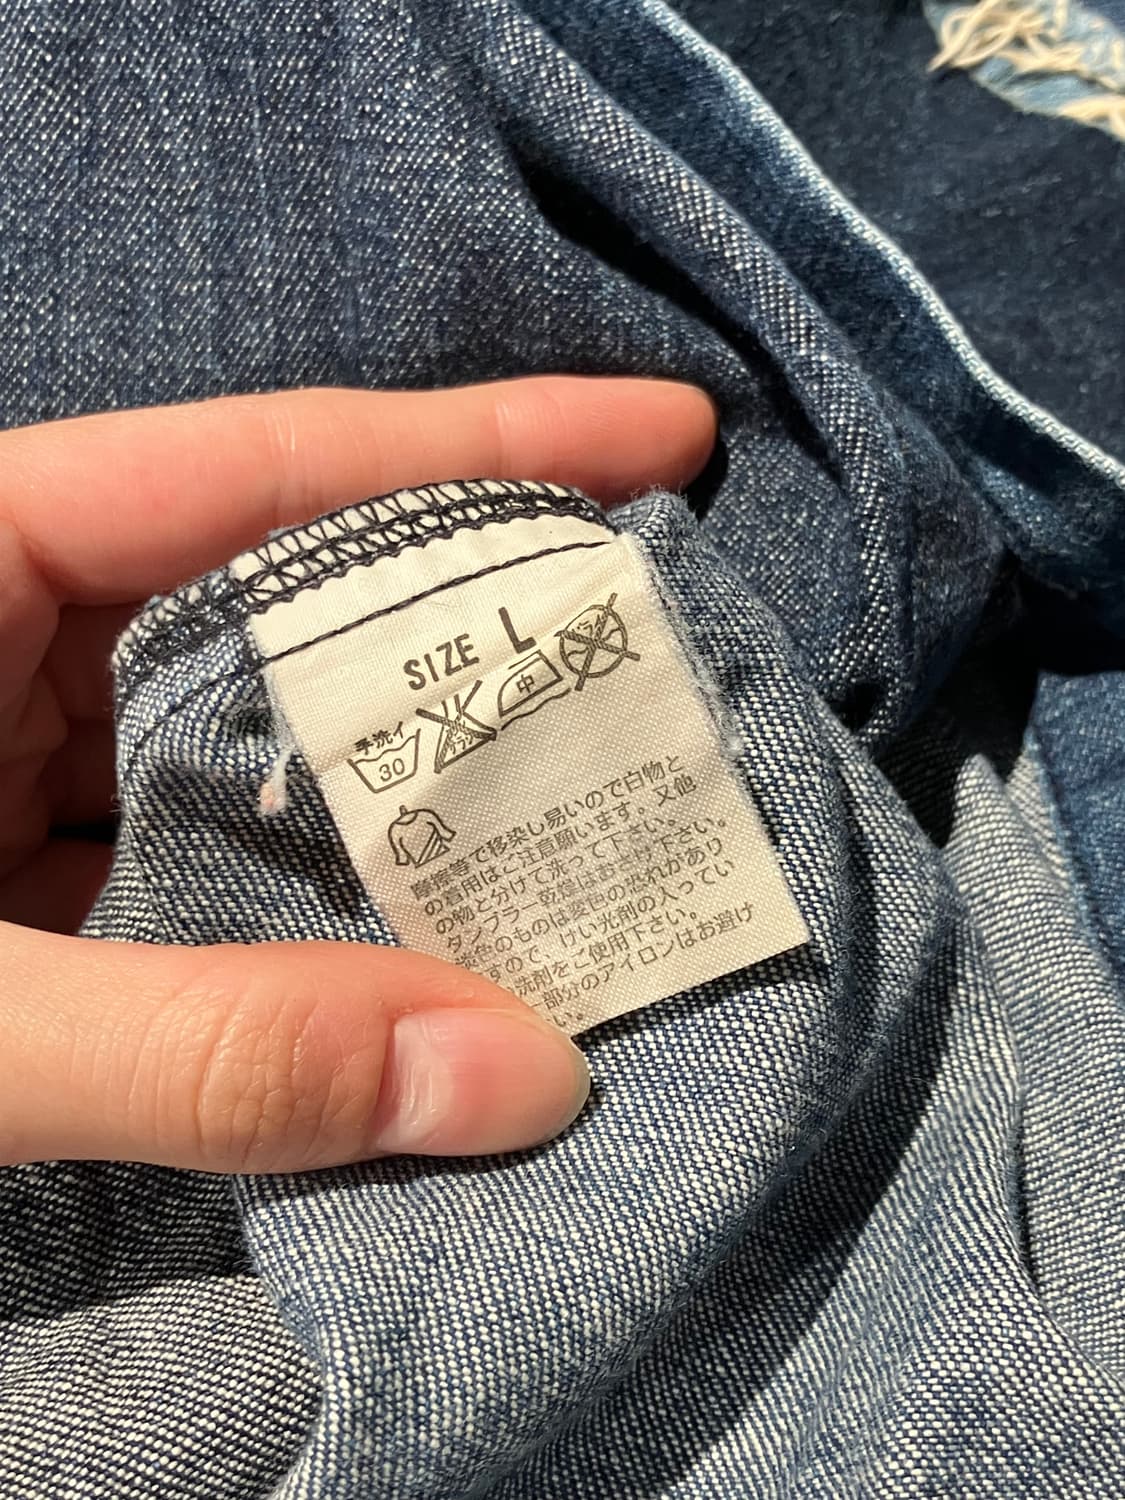 SIZE L
手洗イ
30
中
摩擦等で移染し易いので白物と
の着用はご注意願います。又他
の物と分けて洗って下さい。
タンブラー乾燥はお避け下さい。
淡色のものは変色の恐れがあり
ますので、けい光剤の入ってい
洗剤をご使用下さい。
一部分のアイロンはお避け
い。